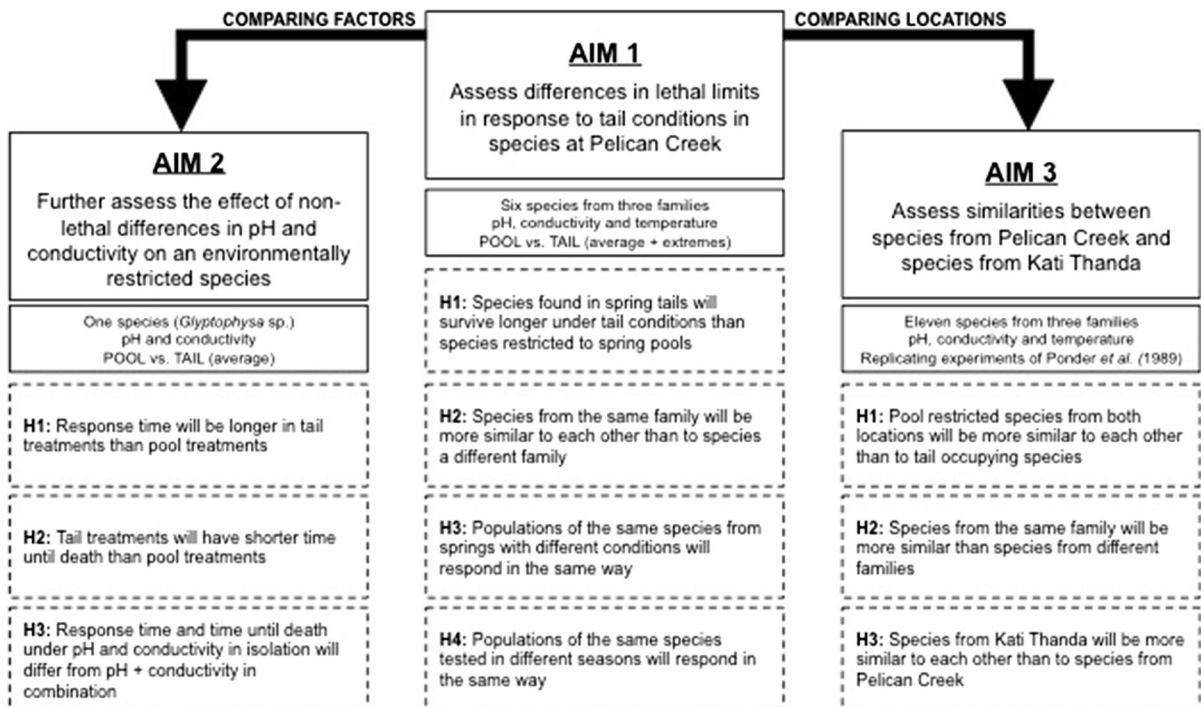 COMPARING FACTORS
COMPARING LOCATIONS
AIM 1
Assess differences in lethal limits
in response to tail conditions in
species at Pelican Creek
Six species from three families
pH, conductivity and temperature
POOL vs. TAIL (average + extremes)
H1: Species found in spring tails will
survive longer under tail conditions than
species restricted to spring pools
H2: Species from the same family will be
more similar to each other than to species
a different family
H3: Populations of the same species from
springs with different conditions will
respond in the same way
H4: Populations of the same species
tested in different seasons will respond in
the same way
AIM 2
Further assess the effect of non-
lethal differences in pH and
conductivity on an environmentally
restricted species
One species (Glyptophysa sp.)
pH and conductivity
POOL vs. TAIL (average)
H1: Response time will be longer in tail
treatments than pool treatments
H2: Tail treatments will have shorter time
until death than pool treatments
H3: Response time and time until death
under pH and conductivity in isolation will
differ from pH + conductivity in
combination
AIM 3
Assess similarities between
species from Pelican Creek and
species from Kati Thanda
Eleven species from three families
pH, conductivity and temperature
Replicating experiments of Ponder et al. (1989)
H1: Pool restricted species from both
locations will be more similar to each other
than to tail occupying species
H2: Species from the same family will be
more similar than species from different
families
H3: Species from Kati Thanda will be more
similar to each other than to species from
Pelican Creek